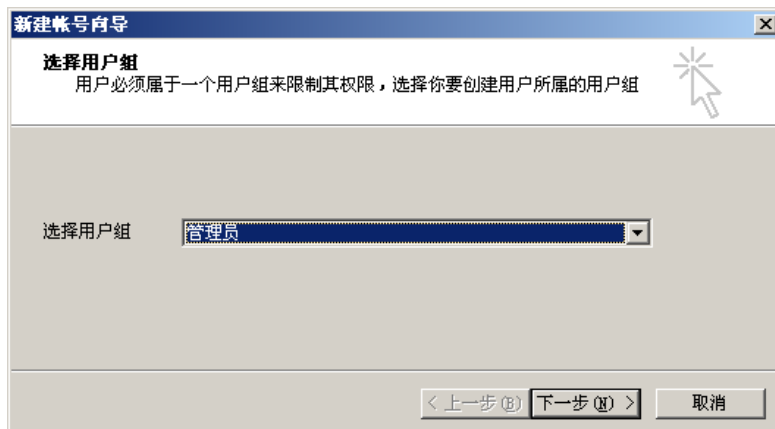 新建帐号向导
选择用户组
用户必须属于一个用户组来限制其权限，选择你要创建用户所属的用户组
选择用户组 管理员
< 上一步(B) 下一步(N) > 取消